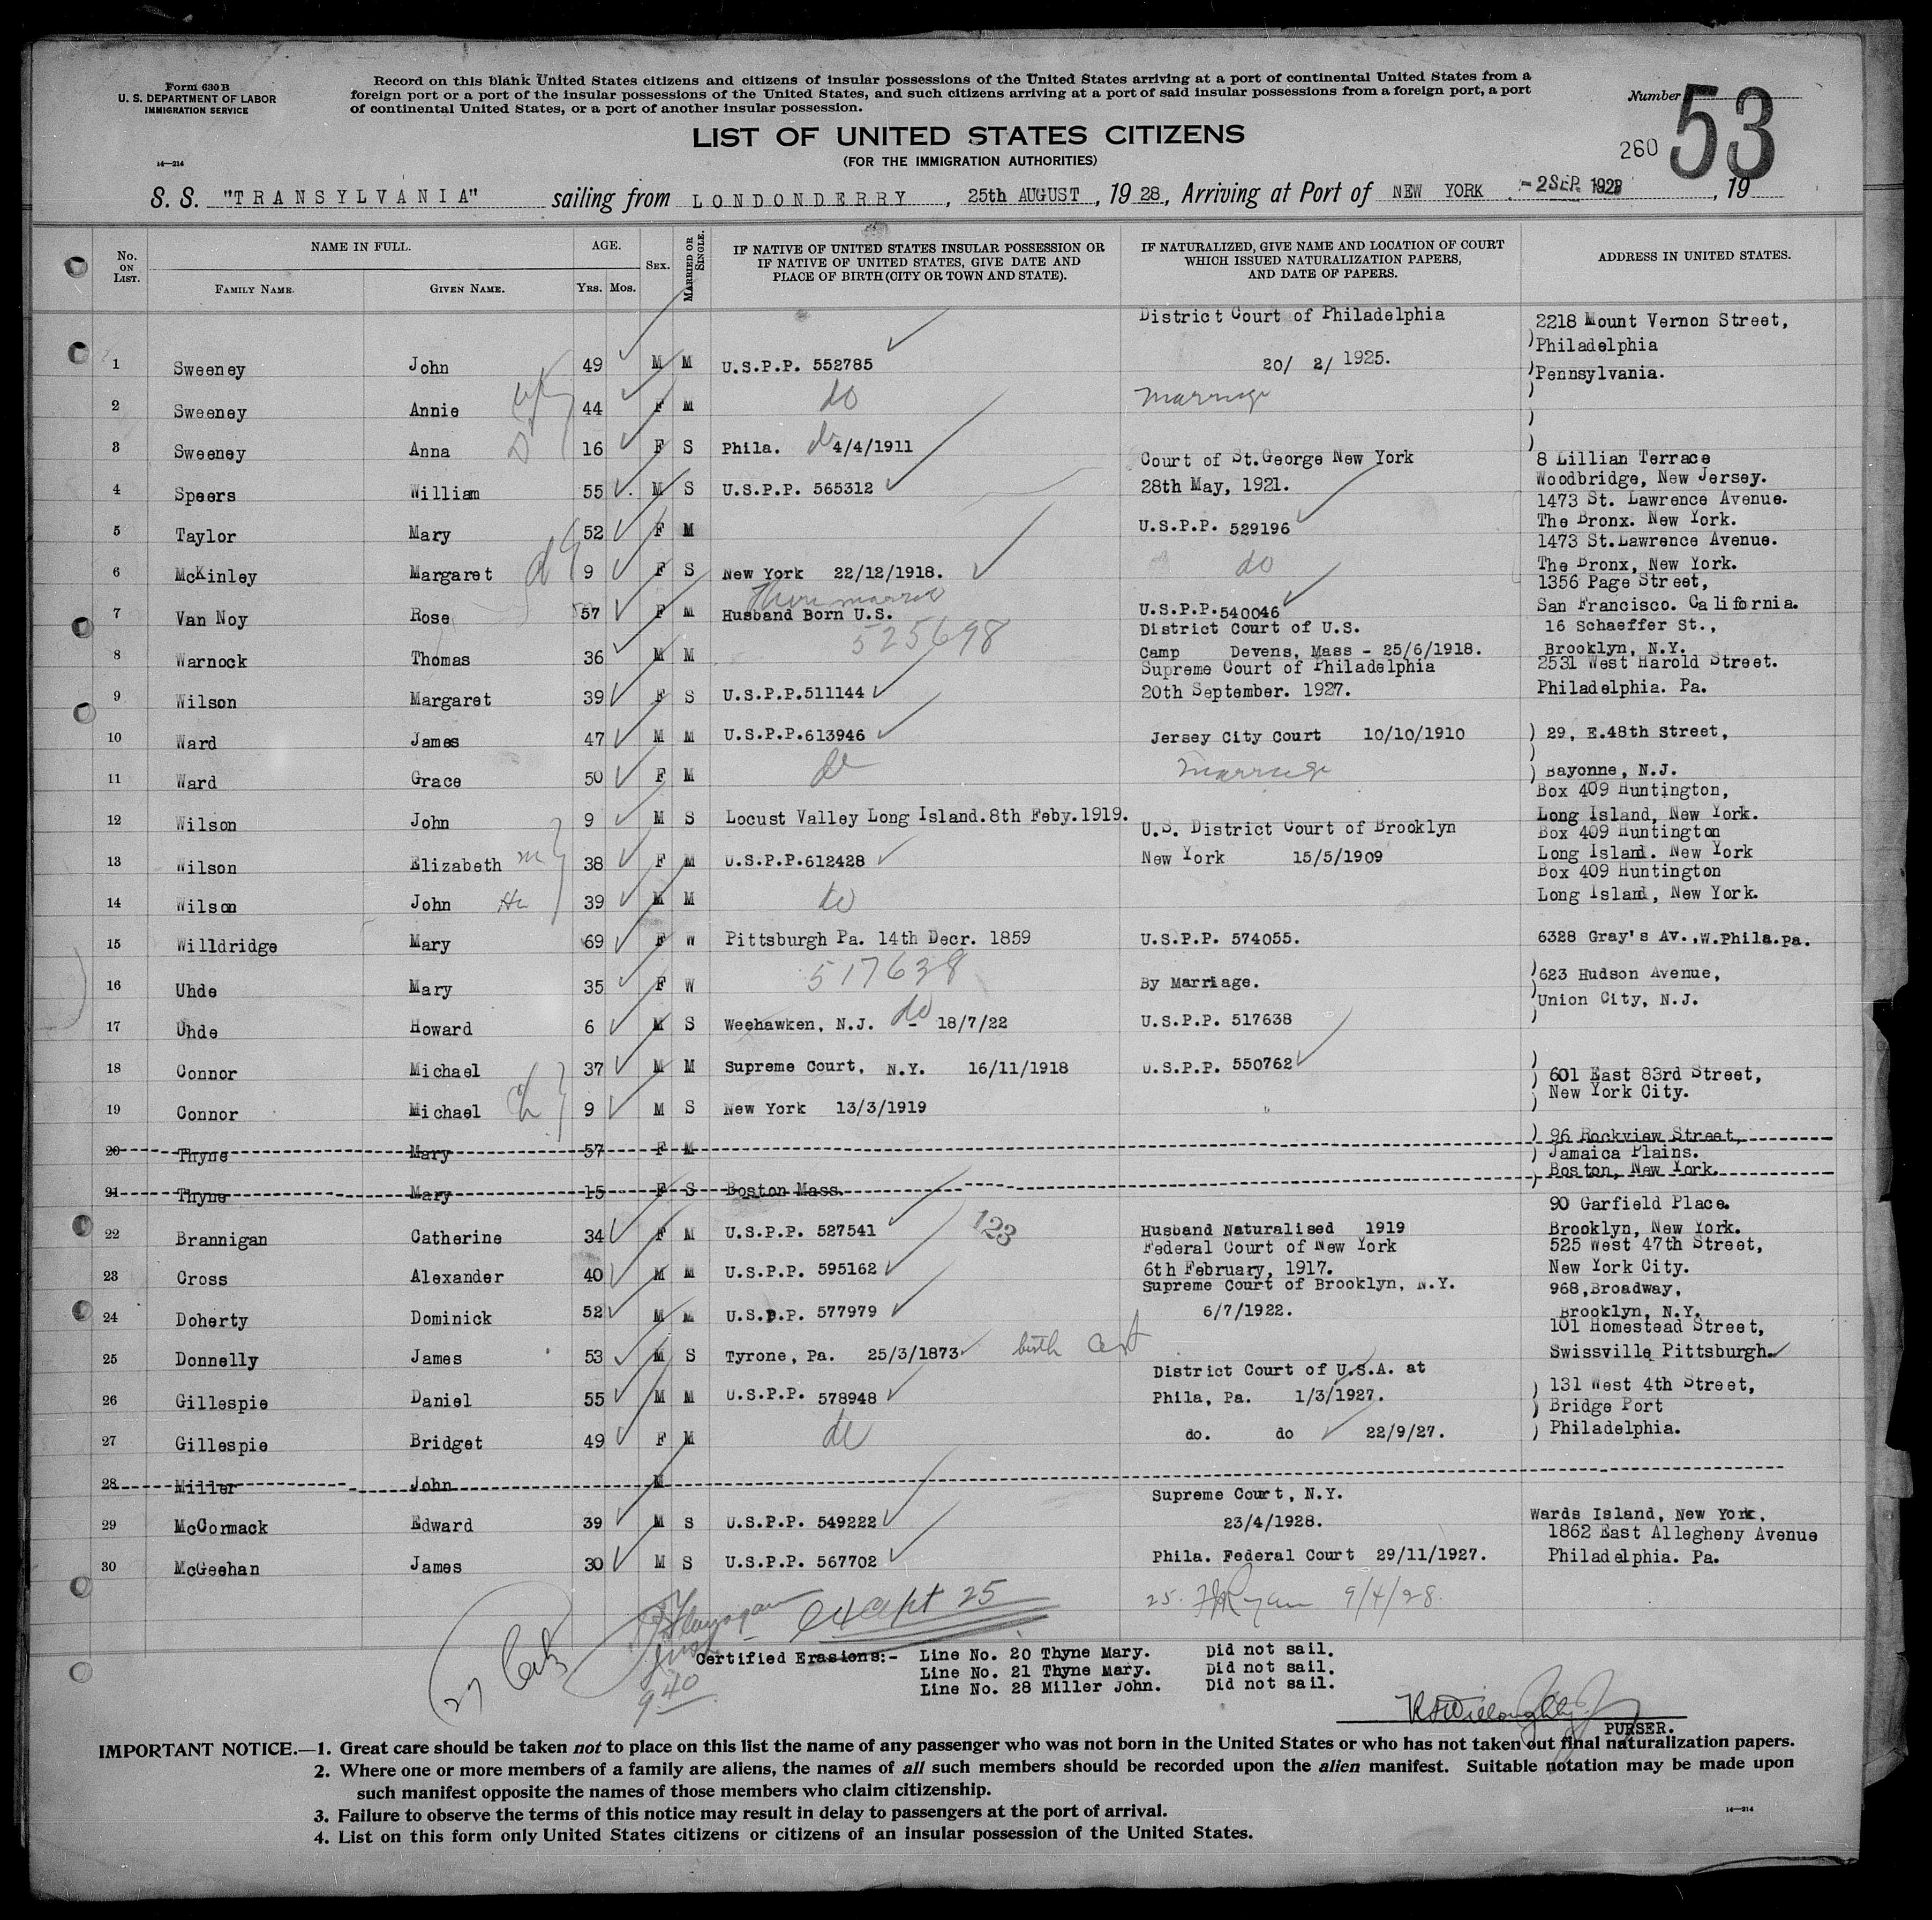 Form 630 B
U. S. DEPARTMENT OF LABOR
IMMIGRATION SERVICE
14—214
Record on this blank United States citizens and citizens of insular possessions of the United States arriving at a port of continental United States from a
foreign port or a port of the insular possessions of the United States, and such citizens arriving at a port of said insular possessions from a foreign port, a port
of continental United States, or a port of another insular possession.
Number 53
260
LIST OF UNITED STATES CITIZENS
(FOR THE IMMIGRATION AUTHORITIES)
S. S. "TRANSYLVANIA" sailing from LONDONDERRY, 25th AUGUST, 1928, Arriving at Port of NEW YORK -2SEP 1928, 19
No. ON LIST. NAME IN FULL. AGE. SEX. MARRIED OR SINGLE. IF NATIVE OF UNITED STATES INSULAR POSSESSION OR IF NATIVE OF UNITED STATES, GIVE DATE AND PLACE OF BIRTH (CITY OR TOWN AND STATE). IF NATURALIZED, GIVE NAME AND LOCATION OF COURT WHICH ISSUED NATURALIZATION PAPERS, AND DATE OF PAPERS. ADDRESS IN UNITED STATES.
FAMILY NAME. GIVEN NAME. YRS. MOS.
District Court of Philadelphia 2218 Mount Vernon Street,
Philadelphia
1 Sweeney John 49 M M U.S.P.P. 552785 20/ 2/ 1925. Pennsylvania.
2 Sweeney Annie wf 44 F M do marriage
3 Sweeney Anna D 16 F S Phila. do 4/4/1911
Court of St.George New York 8 Lillian Terrace
4 Speers William 55 M S U.S.P.P. 565312 28th May, 1921. Woodbridge, New Jersey.
1473 St. Lawrence Avenue.
5 Taylor Mary 52 F M U.S.P.P. 529196 The Bronx. New York.
1473 St.Lawrence Avenue.
6 McKinley Margaret d 9 F S New York 22/12/1918. do The Bronx, New York.
1356 Page Street,
7 Van Noy Rose 57 F M Husband Born U.S. U.S.P.P.540046 San Francisco. California.
525698 District Court of U.S. 16 Schaeffer St.,
8 Warnock Thomas 36 M M Camp Devens, Mass - 25/6/1918. Brooklyn, N.Y.
Supreme Court of Philadelphia 2531 West Harold Street.
9 Wilson Margaret 39 F S U.S.P.P.511144 20th September. 1927. Philadelphia. Pa.
10 Ward James 47 M M U.S.P.P.613946 Jersey City Court 10/10/1910 29, E.48th Street,
11 Ward Grace 50 F M do marriage Bayonne, N.J.
Box 409 Huntington,
12 Wilson John 9 M S Locust Valley Long Island.8th Feby.1919. Long Island, New York.
U.S. District Court of Brooklyn Box 409 Huntington
13 Wilson Elizabeth m 38 F M U.S.P.P.612428 New York 15/5/1909 Long Island. New York
Box 409 Huntington
14 Wilson John Hu 39 M M do Long Island, New York.
15 Willdridge Mary 69 F W Pittsburgh Pa. 14th Decr. 1859 U.S.P.P. 574055. 6328 Gray's Av.,W.Phila.pa.
16 Uhde Mary 35 F W 517638 By Marriage. 623 Hudson Avenue,
Union City, N.J.
17 Uhde Howard 6 M S Weehawken, N.J. do - 18/7/22 U.S.P.P. 517638
18 Connor Michael 37 M M Supreme Court, N.Y. 16/11/1918 U.S.P.P. 550762 601 East 83rd Street,
New York City.
19 Connor Michael ch 9 M S New York 13/3/1919
20 Thyne Mary 57 F M 96 Rockview Street,
Jamaica Plains.
Boston, New York.
21 Thyne Mary 15 F S Boston Mass.
90 Garfield Place.
22 Brannigan Catherine 34 F M U.S.P.P. 527541 123 Husband Naturalised 1919 Brooklyn, New York.
Federal Court of New York 525 West 47th Street,
23 Cross Alexander 40 M M U.S.P.P. 595162 6th February, 1917. New York City.
Supreme Court of Brooklyn, N.Y. 968,Broadway,
24 Doherty Dominick 52 M M U.S.P.P. 577979 6/7/1922. Brooklyn, N.Y.
101 Homestead Street,
25 Donnelly James 53 M S Tyrone, Pa. 25/3/1873 birth Cert Swissville Pittsburgh.
District Court of U.S.A. at 131 West 4th Street,
26 Gillespie Daniel 55 M M U.S.P.P. 578948 Phila, Pa. 1/3/1927. Bridge Port
27 Gillespie Bridget 49 F M do do. do 22/9/27. Philadelphia.
28 Miller John M
Supreme Court, N.Y.
29 McCormack Edward 39 M S U.S.P.P. 549222 23/4/1928. Wards Island, New York.
1862 East Allegheny Avenue
30 McGeehan James 30 M S U.S.P.P. 567702 Phila. Federal Court 29/11/1927. Philadelphia. Pa.
except 25 25. Ryan 9/4/28
27
940
Certified Erasions:- Line No. 20 Thyne Mary. Did not sail.
Line No. 21 Thyne Mary. Did not sail.
Line No. 28 Miller John. Did not sail.
PURSER.
IMPORTANT NOTICE.—1. Great care should be taken not to place on this list the name of any passenger who was not born in the United States or who has not taken out final naturalization papers.
2. Where one or more members of a family are aliens, the names of all such members should be recorded upon the alien manifest. Suitable notation may be made upon
such manifest opposite the names of those members who claim citizenship.
3. Failure to observe the terms of this notice may result in delay to passengers at the port of arrival.
4. List on this form only United States citizens or citizens of an insular possession of the United States.
14—214